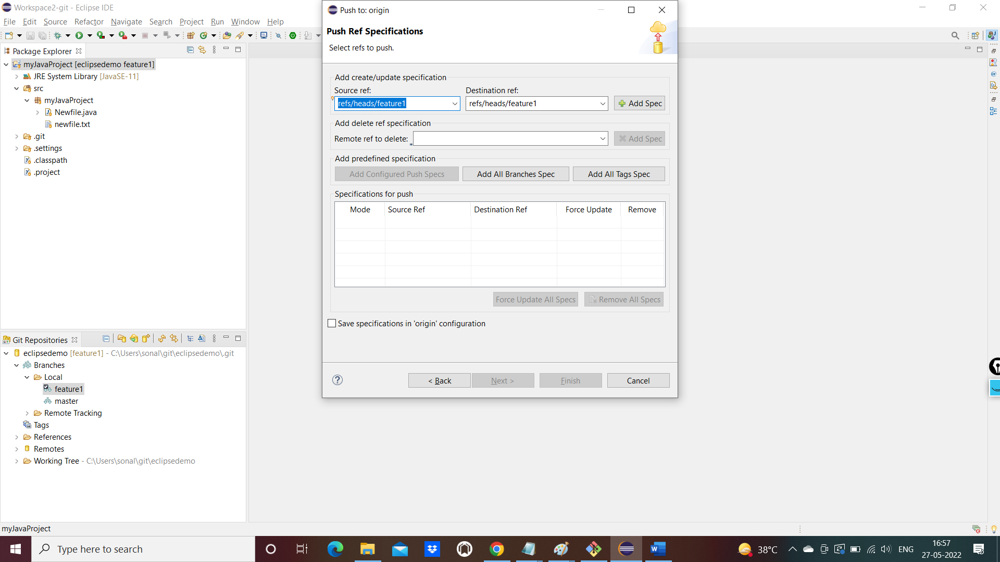 Workspace2-git - Eclipse IDE
File Edit Source Refactor Navigate Search Project Run Window Help
Package Explorer
myJavaProject [eclipsedemo feature1]
JRE System Library [JavaSE-11]
src
myJavaProject
Newfile.java
newfile.txt
.git
.settings
.classpath
.project
Git Repositories
eclipsedemo [feature1] - C:\Users\sonal\git\eclipsedemo\.git
Branches
Local
feature1
master
Remote Tracking
Tags
References
Remotes
Working Tree - C:\Users\sonal\git\eclipsedemo
myJavaProject
Push to: origin
Push Ref Specifications
Select refs to push.
Add create/update specification
Source ref: Destination ref:
refs/heads/feature1 refs/heads/feature1 Add Spec
Add delete ref specification
Remote ref to delete: Add Spec
Add predefined specification
Add Configured Push Specs Add All Branches Spec Add All Tags Spec
Specifications for push
Mode Source Ref Destination Ref Force Update Remove
Force Update All Specs Remove All Specs
Save specifications in 'origin' configuration
< Back Next > Finish Cancel
Type here to search
38°C
ENG
16:57
27-05-2022